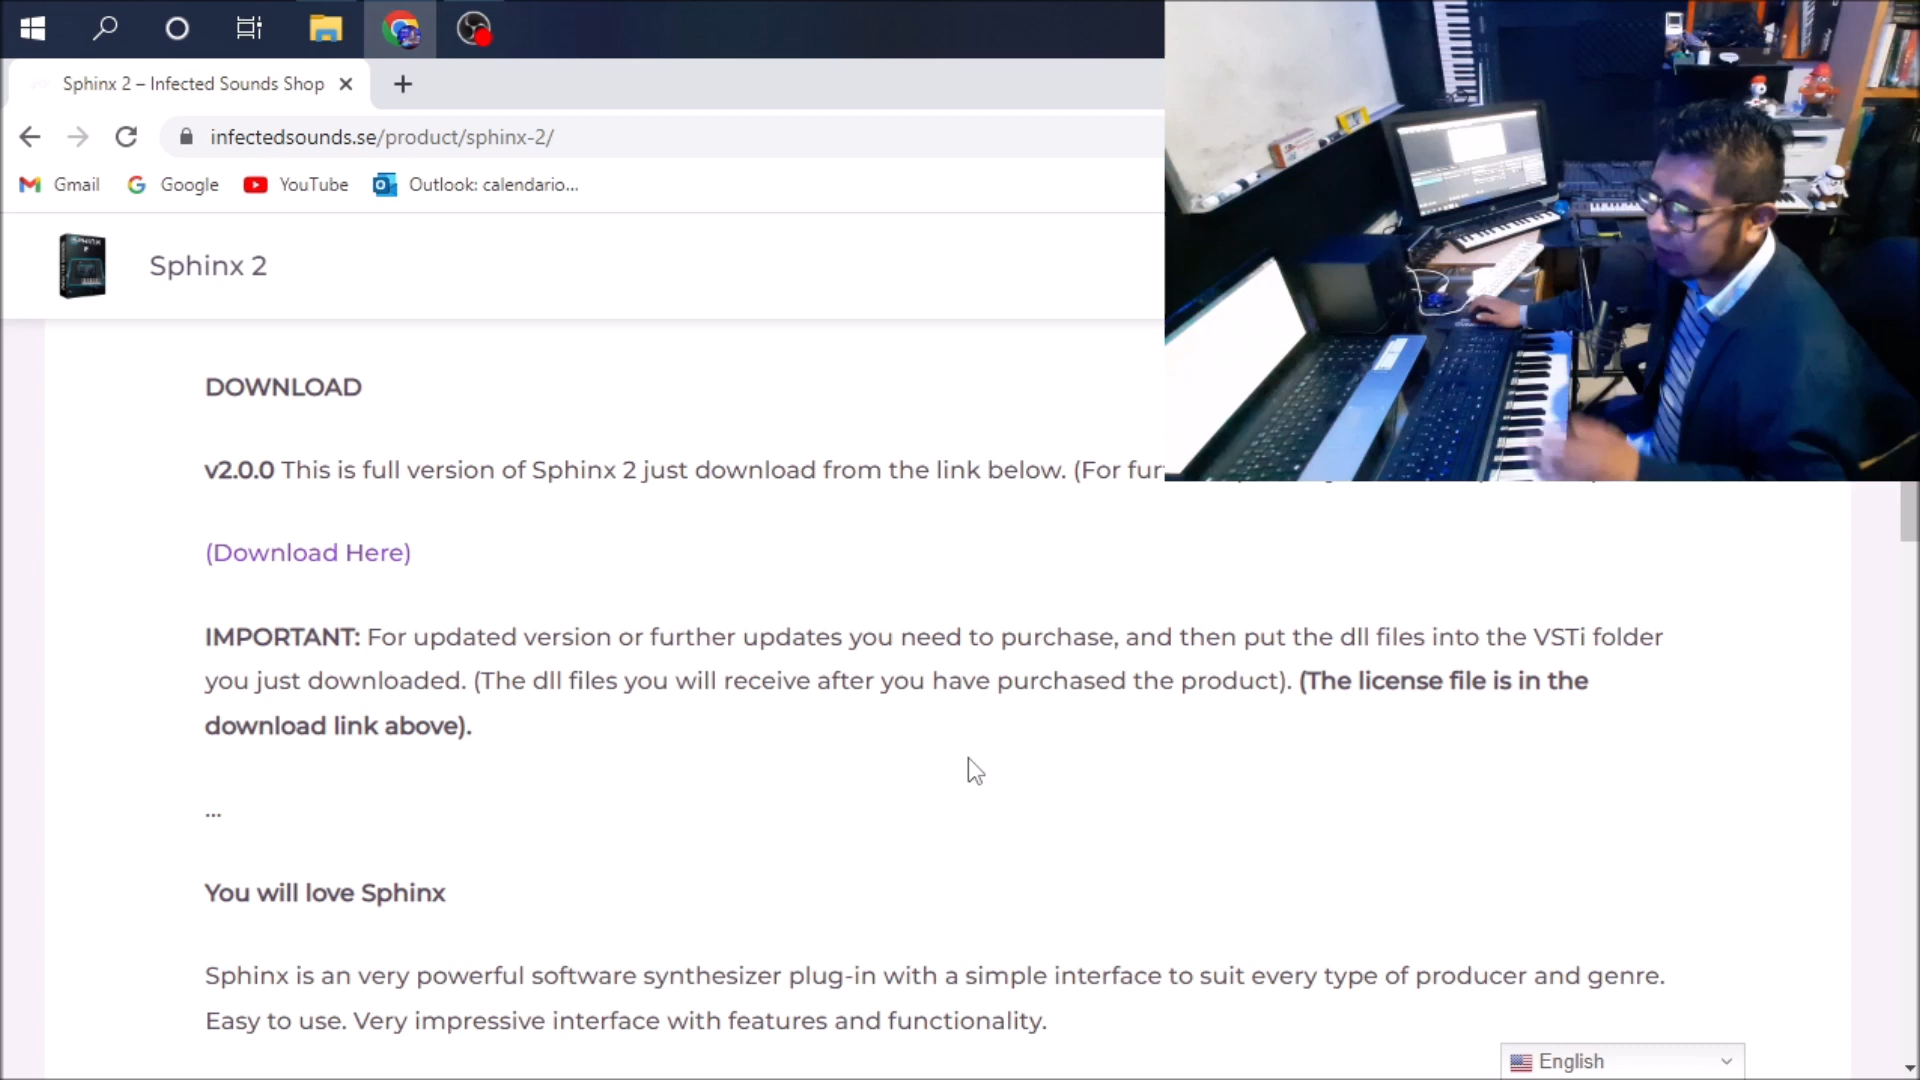 Sphinx 2 – Infected Sounds Shop
infectedsounds.se/product/sphinx-2/
Gmail Google YouTube Outlook: calendario...
Sphinx 2
DOWNLOAD
v2.0.0 This is full version of Sphinx 2 just download from the link below. (For
(Download Here)
IMPORTANT: For updated version or further updates you need to purchase, and then put the dll files into the VSTi folder
you just downloaded. (The dll files you will receive after you have purchased the product). (The license file is in the
download link above).
...
You will love Sphinx
Sphinx is an very powerful software synthesizer plug-in with a simple interface to suit every type of producer and genre.
Easy to use. Very impressive interface with features and functionality.
English